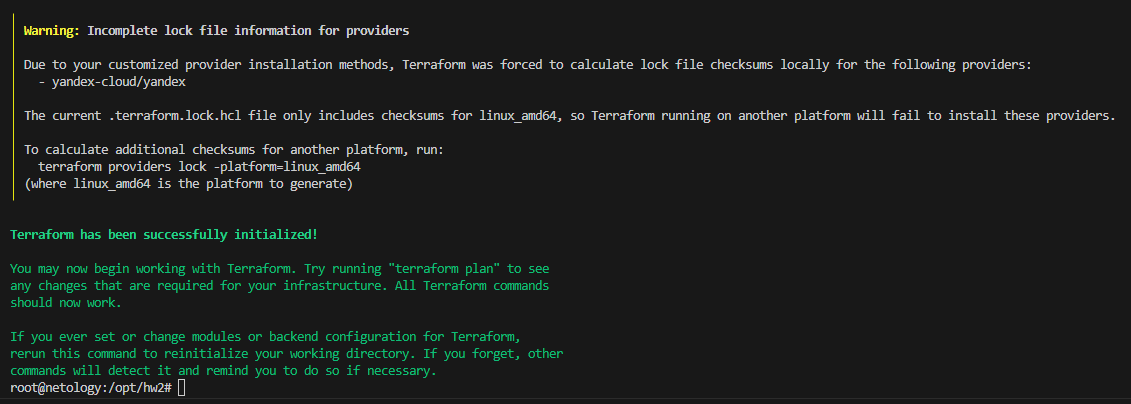 Warning: Incomplete lock file information for providers
Due to your customized provider installation methods, Terraform was forced to calculate lock file checksums locally for the following providers:
- yandex-cloud/yandex
The current .terraform.lock.hcl file only includes checksums for linux_amd64, so Terraform running on another platform will fail to install these providers.
To calculate additional checksums for another platform, run:
terraform providers lock -platform=linux_amd64
(where linux_amd64 is the platform to generate)
Terraform has been successfully initialized!
You may now begin working with Terraform. Try running "terraform plan" to see
any changes that are required for your infrastructure. All Terraform commands
should now work.
If you ever set or change modules or backend configuration for Terraform,
rerun this command to reinitialize your working directory. If you forget, other
commands will detect it and remind you to do so if necessary.
root@netology:/opt/hw2#